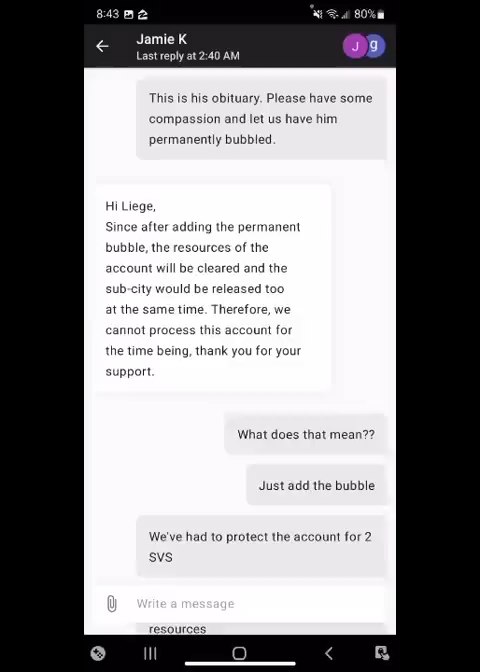 8:43
80%
Jamie K
J
g
Last reply at 2:40 AM
This is his obituary. Please have some
compassion and let us have him
permanently bubbled.
Hi Liege,
Since after adding the permanent
bubble, the resources of the
account will be cleared and the
sub-city would be released too
at the same time. Therefore, we
cannot process this account for
the time being, thank you for your
support.
What does that mean??
Just add the bubble
We've had to protect the account for 2
SVS
Write a message
resources